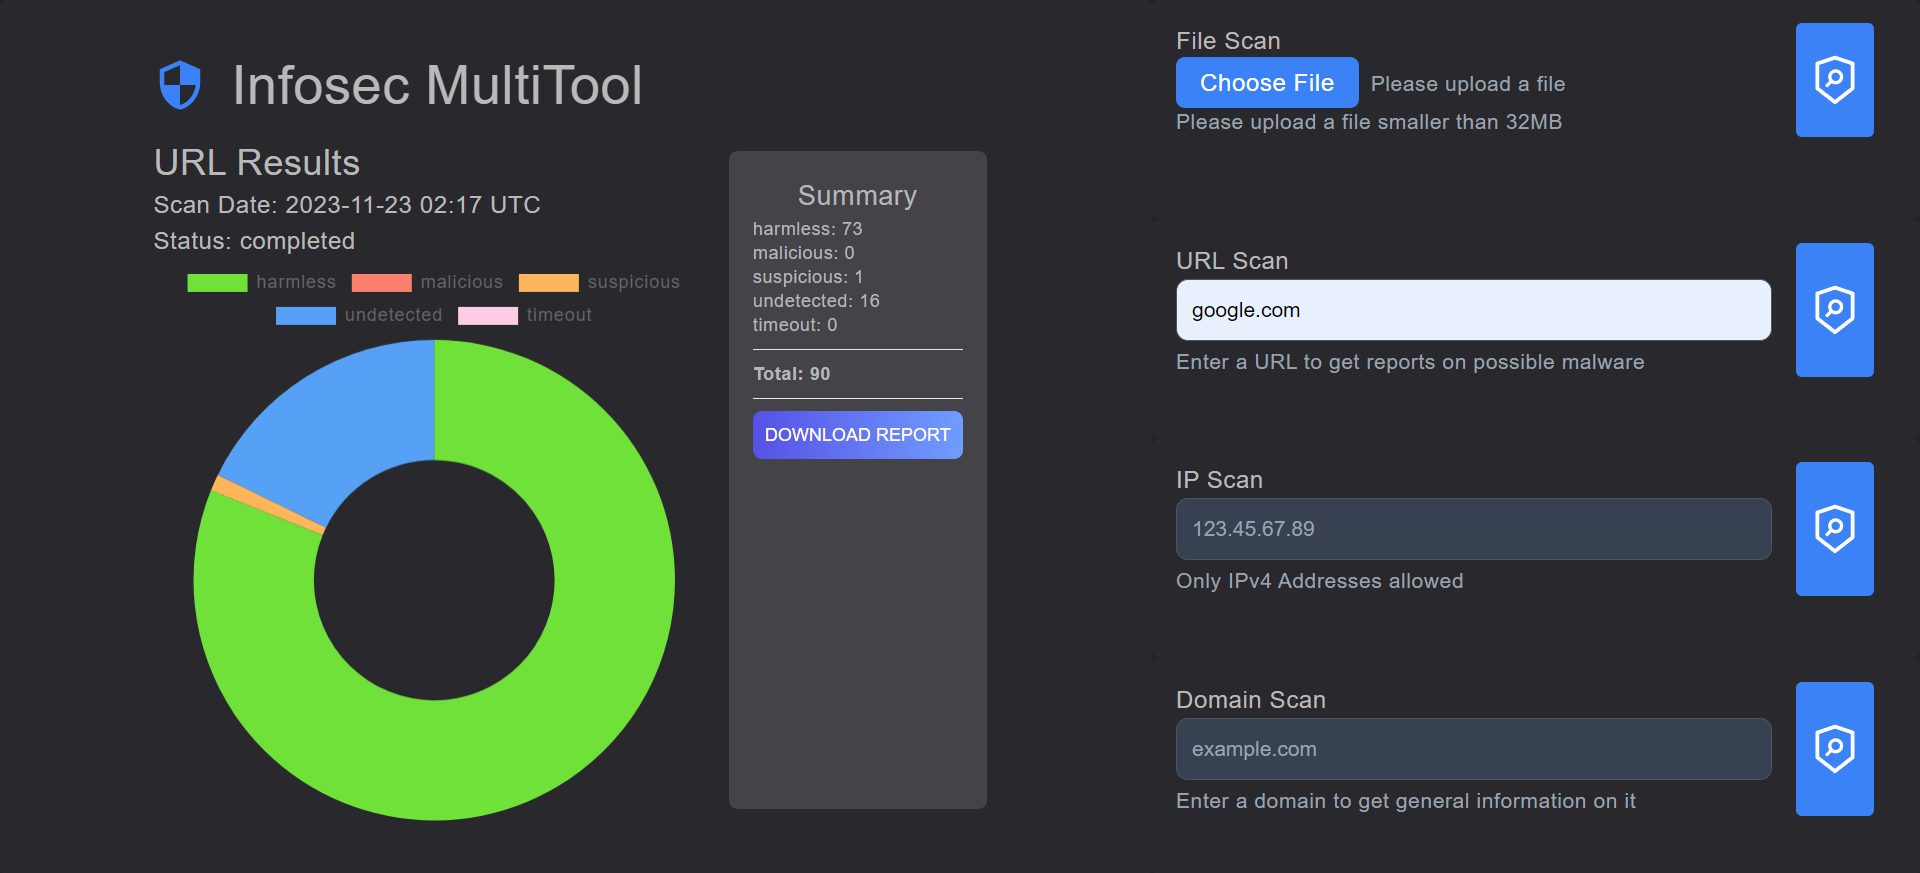 Infosec MultiTool
URL Results
Scan Date: 2023-11-23 02:17 UTC
Status: completed
harmless malicious suspicious
undetected timeout
Summary
harmless: 73
malicious: 0
suspicious: 1
undetected: 16
timeout: 0
Total: 90
DOWNLOAD REPORT
File Scan
Choose File Please upload a file
Please upload a file smaller than 32MB
URL Scan
google.com
Enter a URL to get reports on possible malware
IP Scan
123.45.67.89
Only IPv4 Addresses allowed
Domain Scan
example.com
Enter a domain to get general information on it